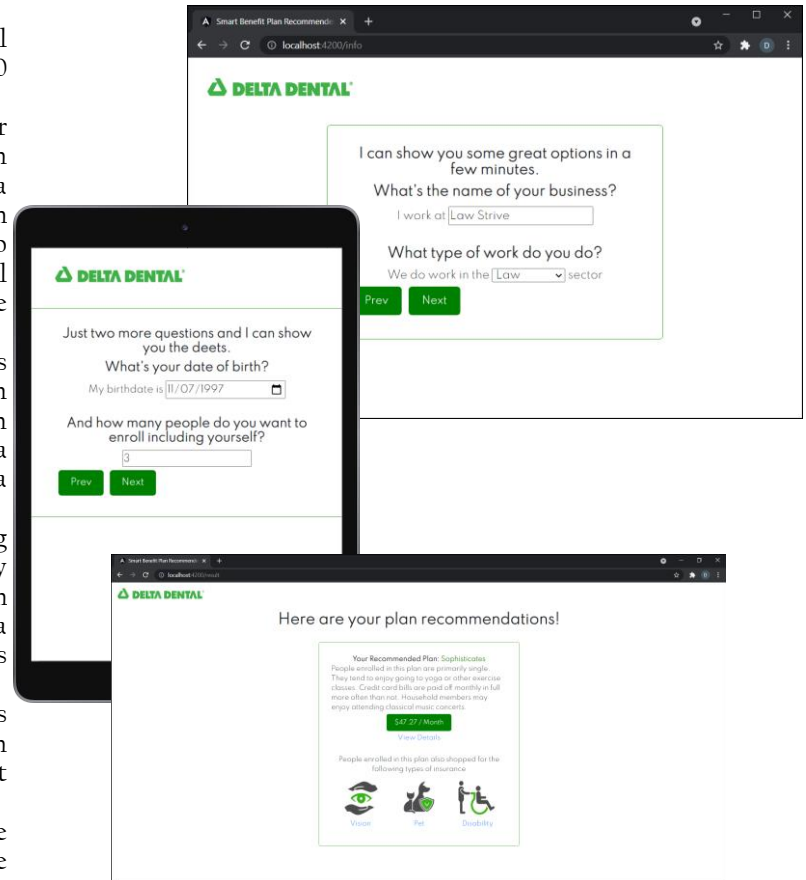 Smart Benefit Plan Recommende
localhost:4200/info
D
DELTA DENTAL
I can show you some great options in a
few minutes.
What's the name of your business?
I work at Law Strive
What type of work do you do?
We do work in the Law sector
Prev Next
DELTA DENTAL
Just two more questions and I can show
you the deets.
What's your date of birth?
My birthdate is 11/07/1997
And how many people do you want to
enroll including yourself?
3
Prev Next
Smart Benefit Plan Recommende
localhost:4200/result
DELTA DENTAL
Here are your plan recommendations!
Your Recommended Plan: Sophisticates
People enrolled in this plan are primarily single.
They tend to enjoy going to yoga or other exercise
classes. Credit card bills are paid off monthly in full
more often than not. Household members may
enjoy attending classical music concerts.
$47.27 / Month
View Details
People enrolled in this plan also shopped for the
following types of insurance
Vision Pet Disability